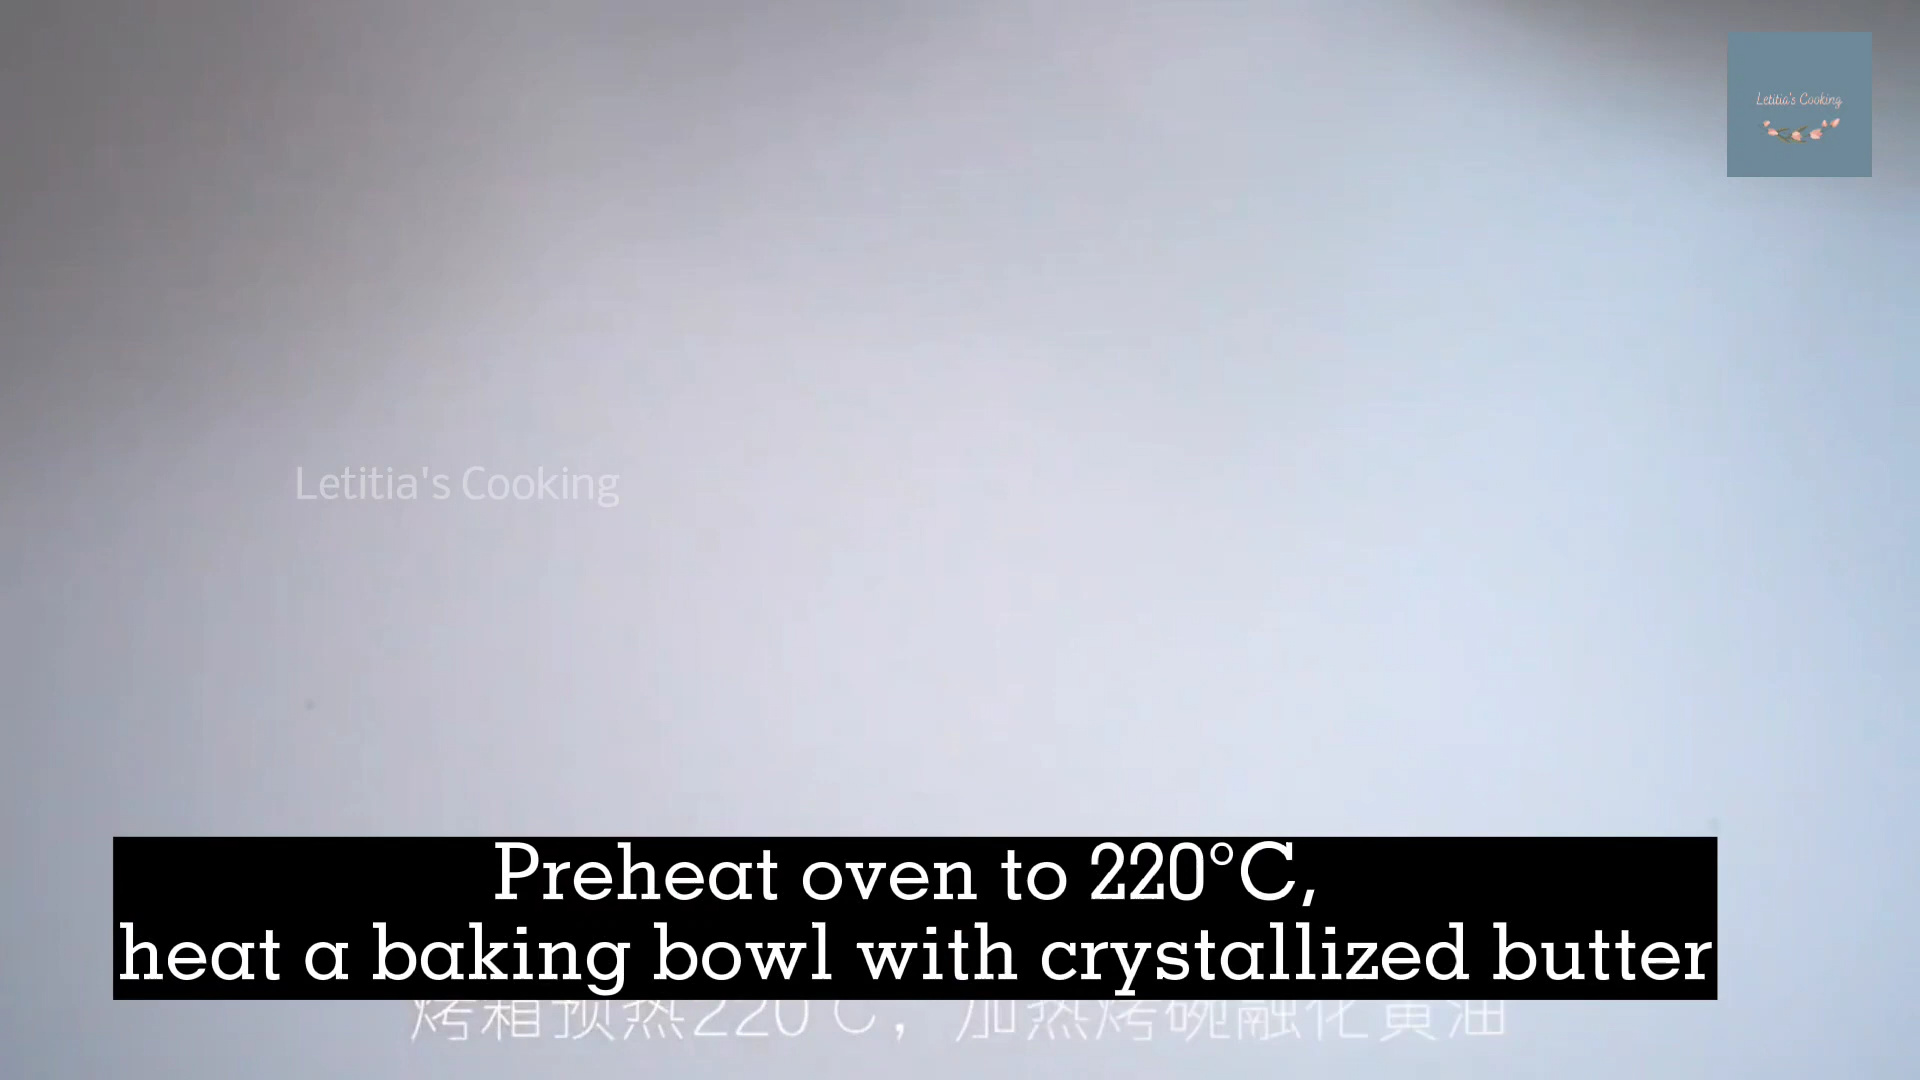 Letitia's Cooking
Letitia's Cooking
Preheat oven to 220°C,
heat a baking bowl with crystallized butter
烤箱预热220℃，加热烤碗融化黄油